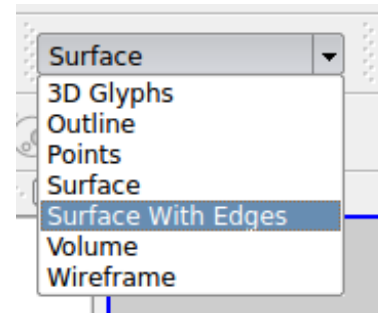 Surface
3D Glyphs
Outline
Points
Surface
Surface With Edges
Volume
Wireframe